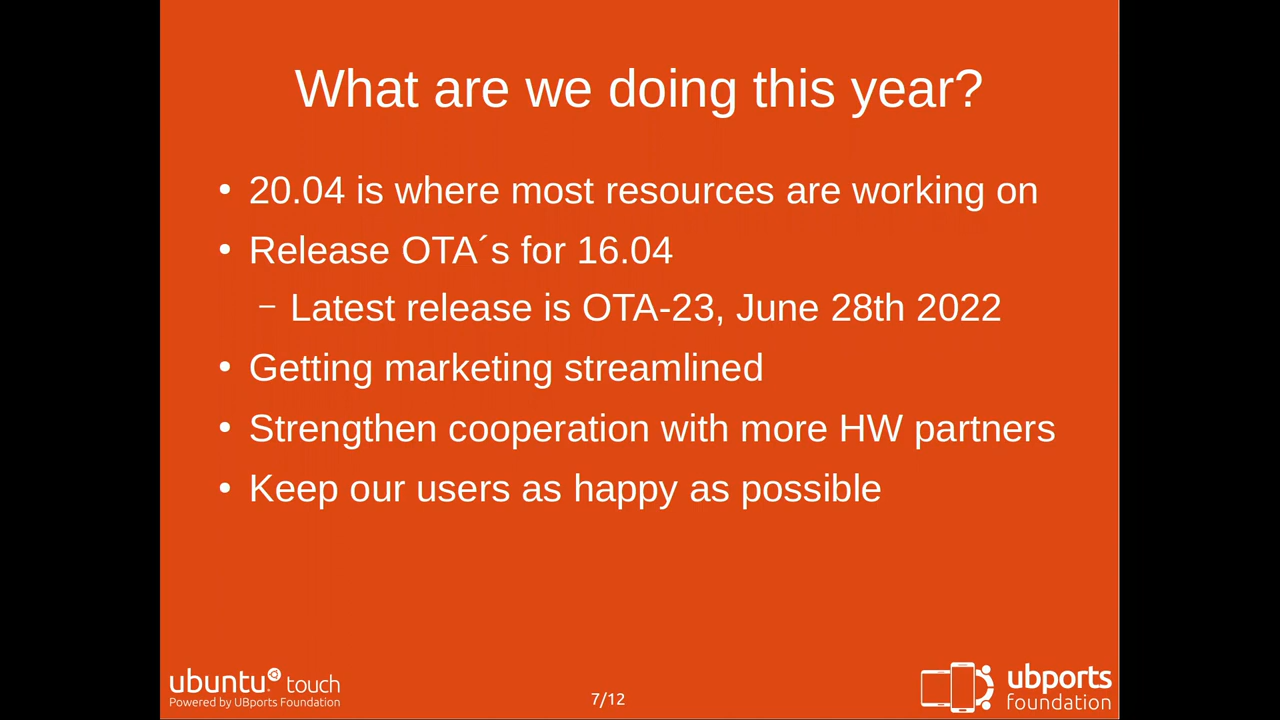 What are we doing this year?
• 20.04 is where most resources are working on
• Release OTA´s for 16.04
– Latest release is OTA-23, June 28th 2022
• Getting marketing streamlined
• Strengthen cooperation with more HW partners
• Keep our users as happy as possible
ubuntu touch
Powered by UBports Foundation
7/12
ubports
foundation